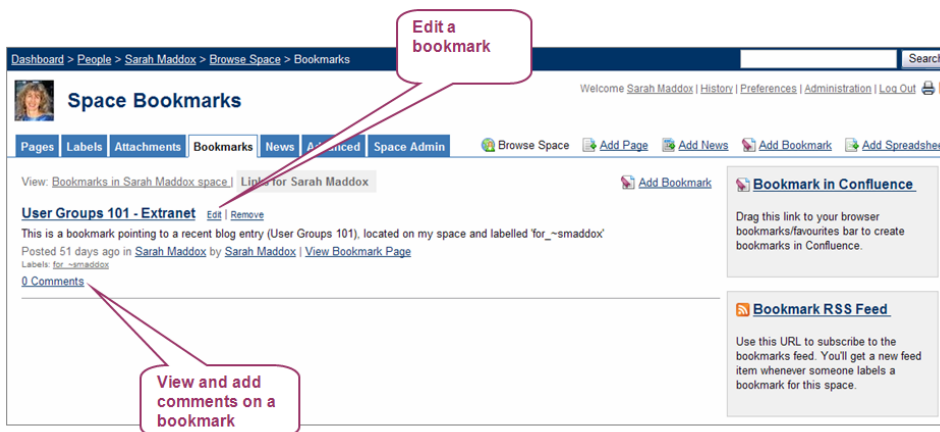 Edit a
bookmark
Dashboard > People > Sarah Maddox > Browse Space > Bookmarks
Search
Space Bookmarks
Welcome Sarah Maddox | History | Preferences | Administration | Log Out
Pages Labels Attachments Bookmarks News Advanced Space Admin
Browse Space Add Page Add News Add Bookmark Add Spreadshee
View: Bookmarks in Sarah Maddox space | Links for Sarah Maddox
Add Bookmark
User Groups 101 - Extranet Edit | Remove
This is a bookmark pointing to a recent blog entry (User Groups 101), located on my space and labelled 'for_~smaddox'
Posted 51 days ago in Sarah Maddox by Sarah Maddox | View Bookmark Page
Labels: for_~smaddox
0 Comments
View and add
comments on a
bookmark
Bookmark in Confluence
Drag this link to your browser
bookmarks/favourites bar to create
bookmarks in Confluence.
Bookmark RSS Feed
Use this URL to subscribe to the
bookmarks feed. You'll get a new feed
item whenever someone labels a
bookmark for this space.